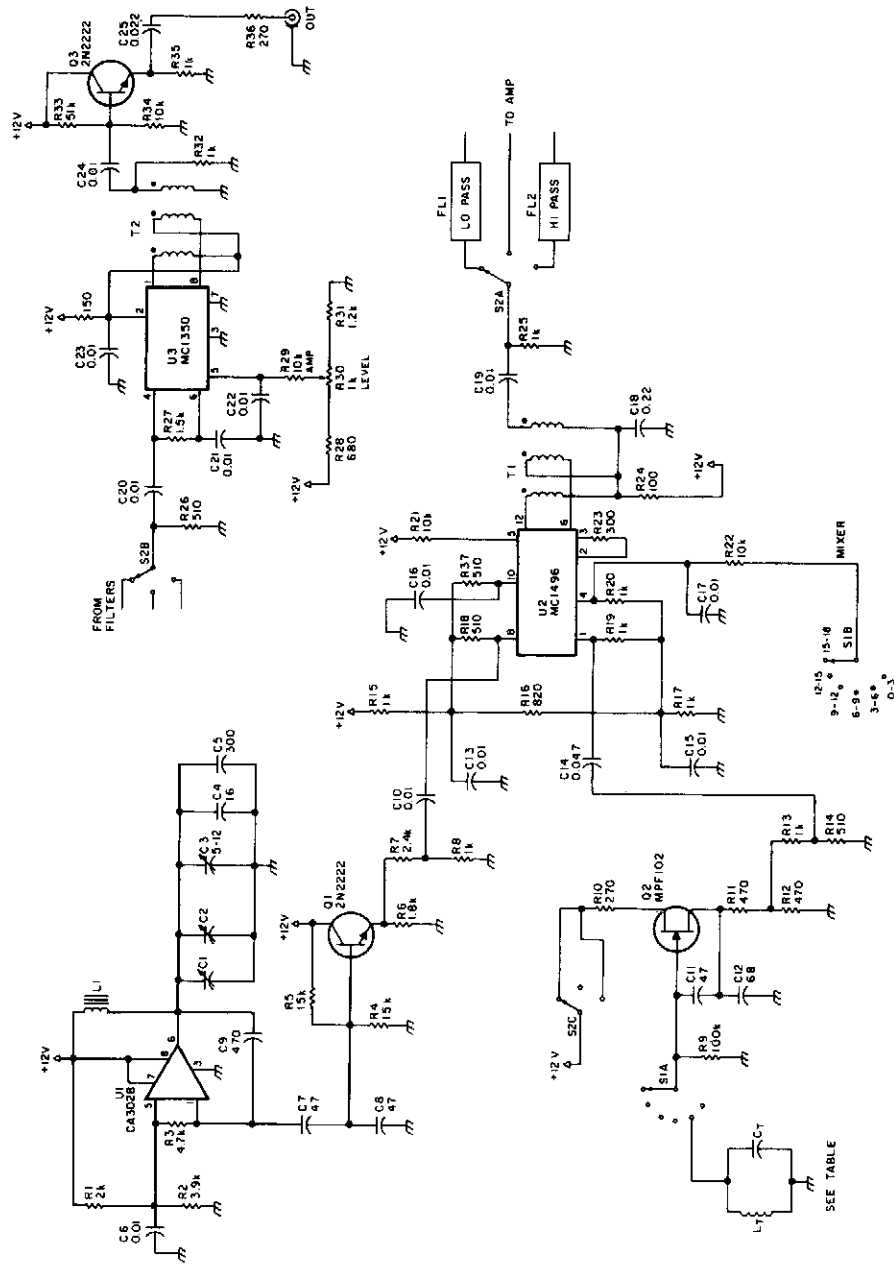 +12V
R33
51k
R34
10k
Q3
2N2222
C25
0.022
R35
1k
R36
270
OUT
C24
0.01
R32
1k
T2
+12V
150
C23
0.01
1
2
8
7
3
5
4
6
U3
MC1350
R27
1.5k
C22
0.01
C21
0.01
R29
10k
AMP
R30
1k
LEVEL
R31
1.2k
R28
680
+12V
C20
0.01
R26
510
S2B
FROM
FILTERS
FL1
LO PASS
TO AMP
FL2
HI PASS
S2A
R25
1k
C19
0.01
C18
0.22
T1
R24
100
+12V
12
6
5
3
2
10
4
8
1
R23
300
+12V
R21
10k
R37
510
C16
0.01
R18
510
U2
MC1496
R20
1k
R19
1k
R22
10k
C17
0.01
MIXER
S1B
15-18
12-15
9-12
6-9
3-6
0-3
+12V
R15
1k
R16
820
R17
1k
C13
0.01
C14
0.047
C15
0.01
C10
0.01
R7
2.4k
R8
1k
R6
1.8k
Q1
2N2222
+12V
R5
15k
R4
15k
C5
300
C4
16
C3
5-12
C2
C1
L1
+12V
C9
470
U1
CA3028
5
7
8
6
3
1
R3
4.7k
C7
47
C8
47
R1
2k
R2
3.9k
C6
0.01
R13
1k
R14
510
R10
270
Q2
MPF102
R11
470
R12
470
C11
47
C12
68
S2C
+12V
R9
100k
S1A
LT
CT
SEE TABLE